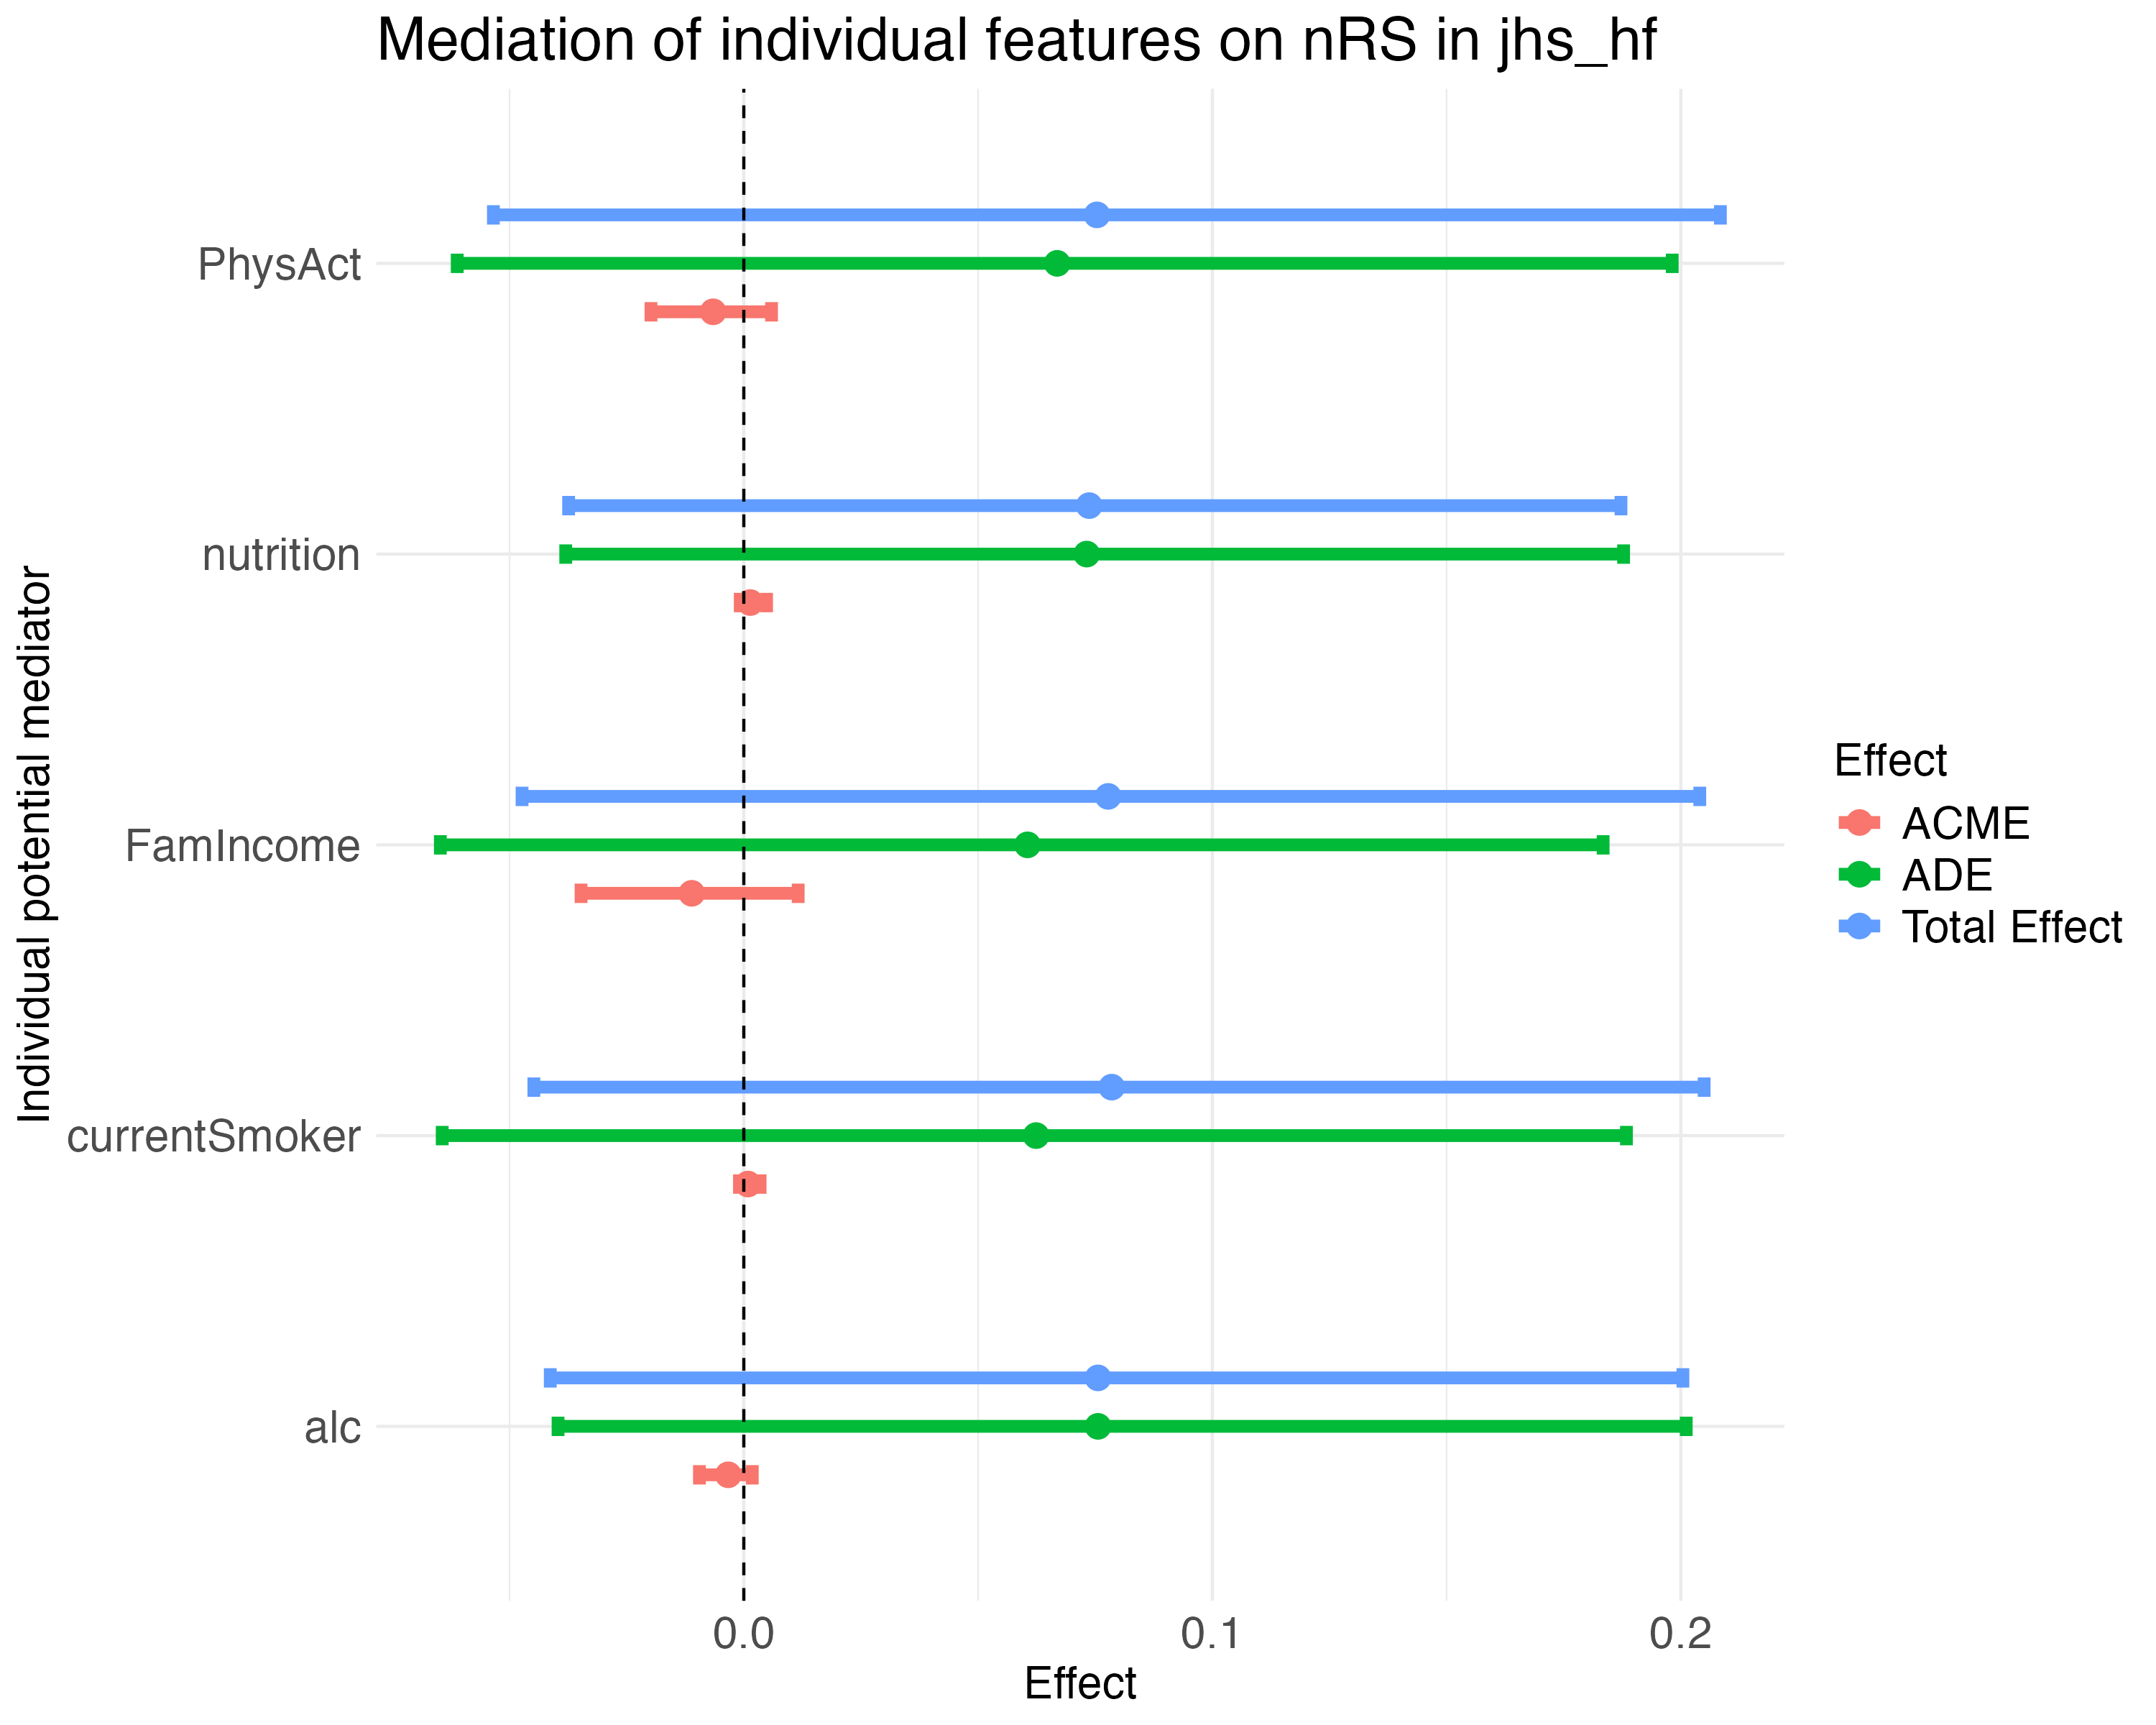 Mediation of individual features on nRS in jhs_hf
Individual potential mediator
PhysAct
nutrition
FamIncome
currentSmoker
alc
0.0
0.1
0.2
Effect
Effect
ACME
ADE
Total Effect